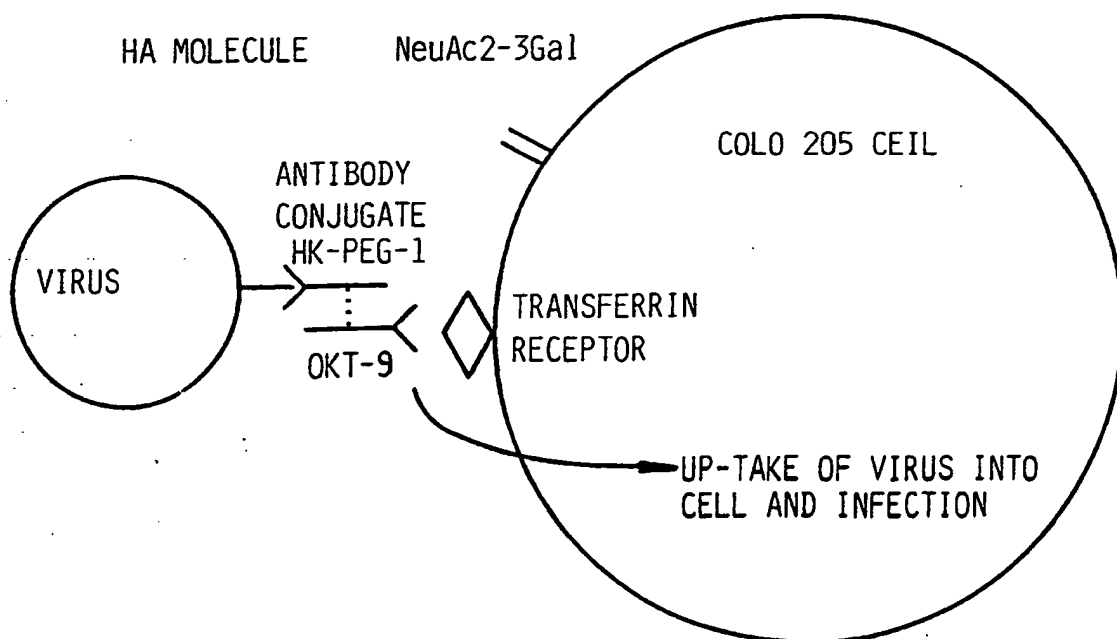 HA MOLECULE NeuAc2-3Gal
COLO 205 CEIL
ANTIBODY
CONJUGATE
HK-PEG-1
VIRUS
TRANSFERRIN
RECEPTOR
OKT-9
UP-TAKE OF VIRUS INTO
CELL AND INFECTION